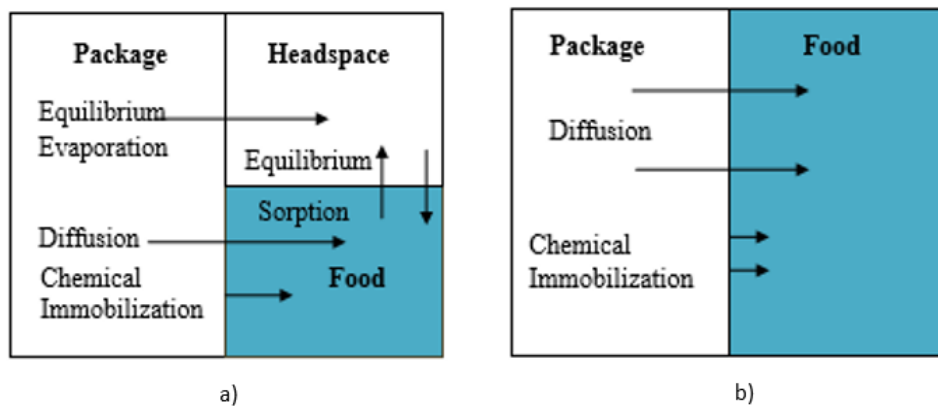 Package
Headspace
Equilibrium
Evaporation
Equilibrium
Sorption
Diffusion
Chemical
Immobilization
Food
a)
Package
Food
Diffusion
Chemical
Immobilization
b)